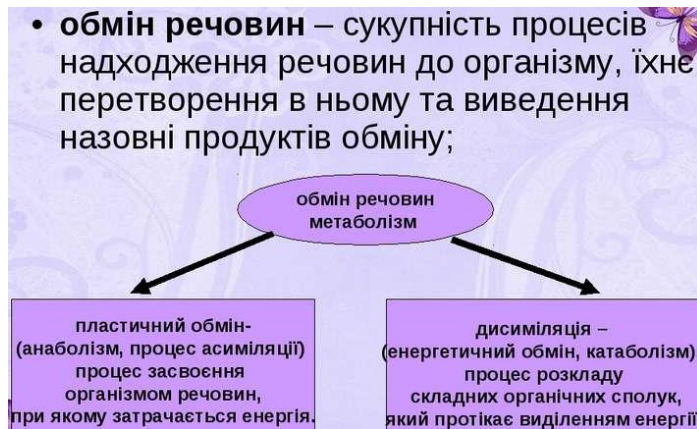 • обмін речовин – сукупність процесів
надходження речовин до організму, їхнє
перетворення в ньому та виведення
назовні продуктів обміну;
обмін речовин
метаболізм
пластичний обмін-
(анаболізм, процес асиміляції)
процес засвоєння
організмом речовин,
при якому затрачається енергія.
дисиміляція –
(енергетичний обмін, катаболізм)
процес розкладу
складних органічних сполук,
який протікає виділенням енергії